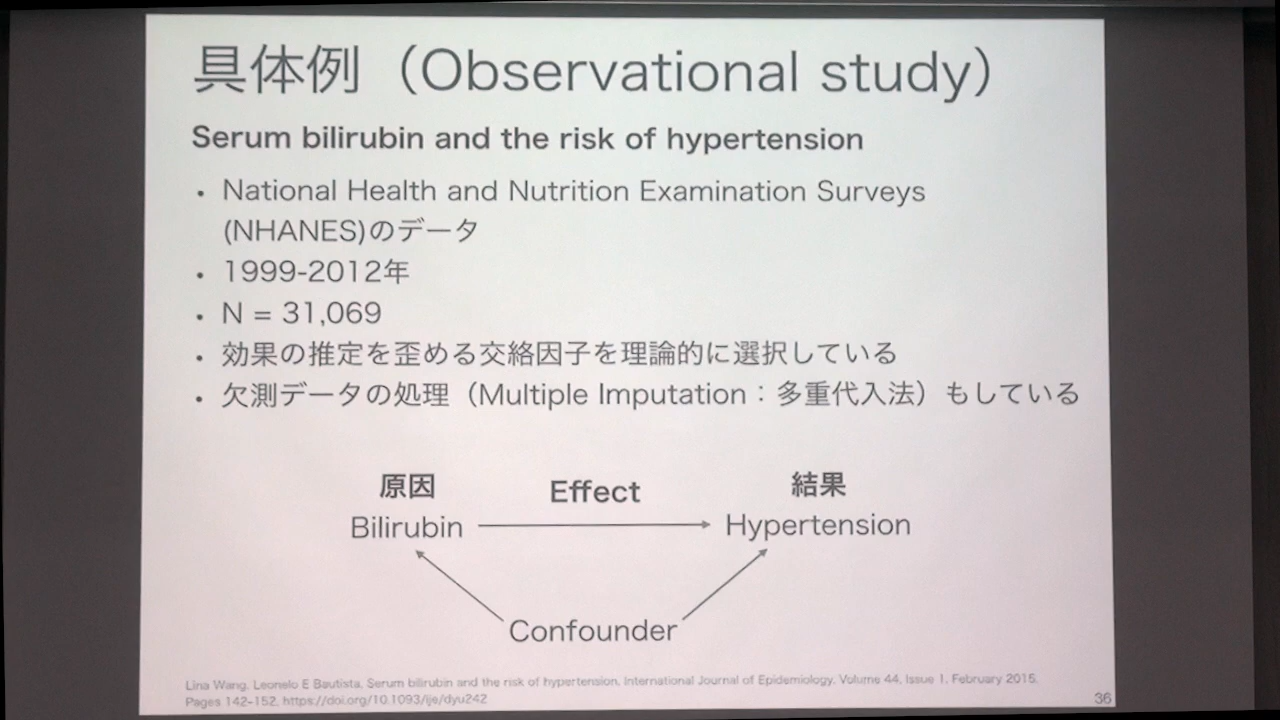 具体例（Observational study）
Serum bilirubin and the risk of hypertension
• National Health and Nutrition Examination Surveys
(NHANES)のデータ
• 1999-2012年
• N = 31,069
• 効果の推定を歪める交絡因子を理論的に選択している
• 欠測データの処理（Multiple Imputation：多重代入法）もしている
原因 Effect 結果
Bilirubin Hypertension
Confounder
Lina Wang, Leonelo E Bautista, Serum bilirubin and the risk of hypertension, International Journal of Epidemiology, Volume 44, Issue 1, February 2015,
Pages 142–152, https://doi.org/10.1093/ije/dyu242
36